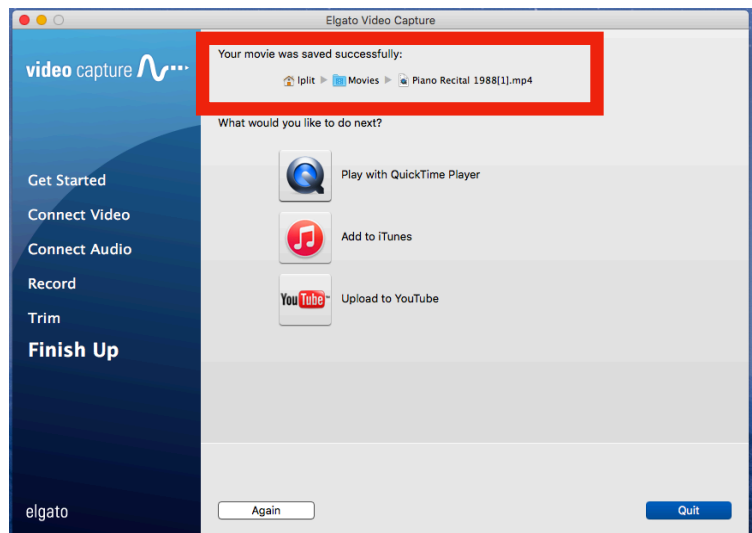 Elgato Video Capture
video capture
Get Started
Connect Video
Connect Audio
Record
Trim
Finish Up
elgato
Your movie was saved successfully:
lplit ▶ Movies ▶ Piano Recital 1988[1].mp4
What would you like to do next?
Play with QuickTime Player
Add to iTunes
You Tube
Upload to YouTube
Again
Quit